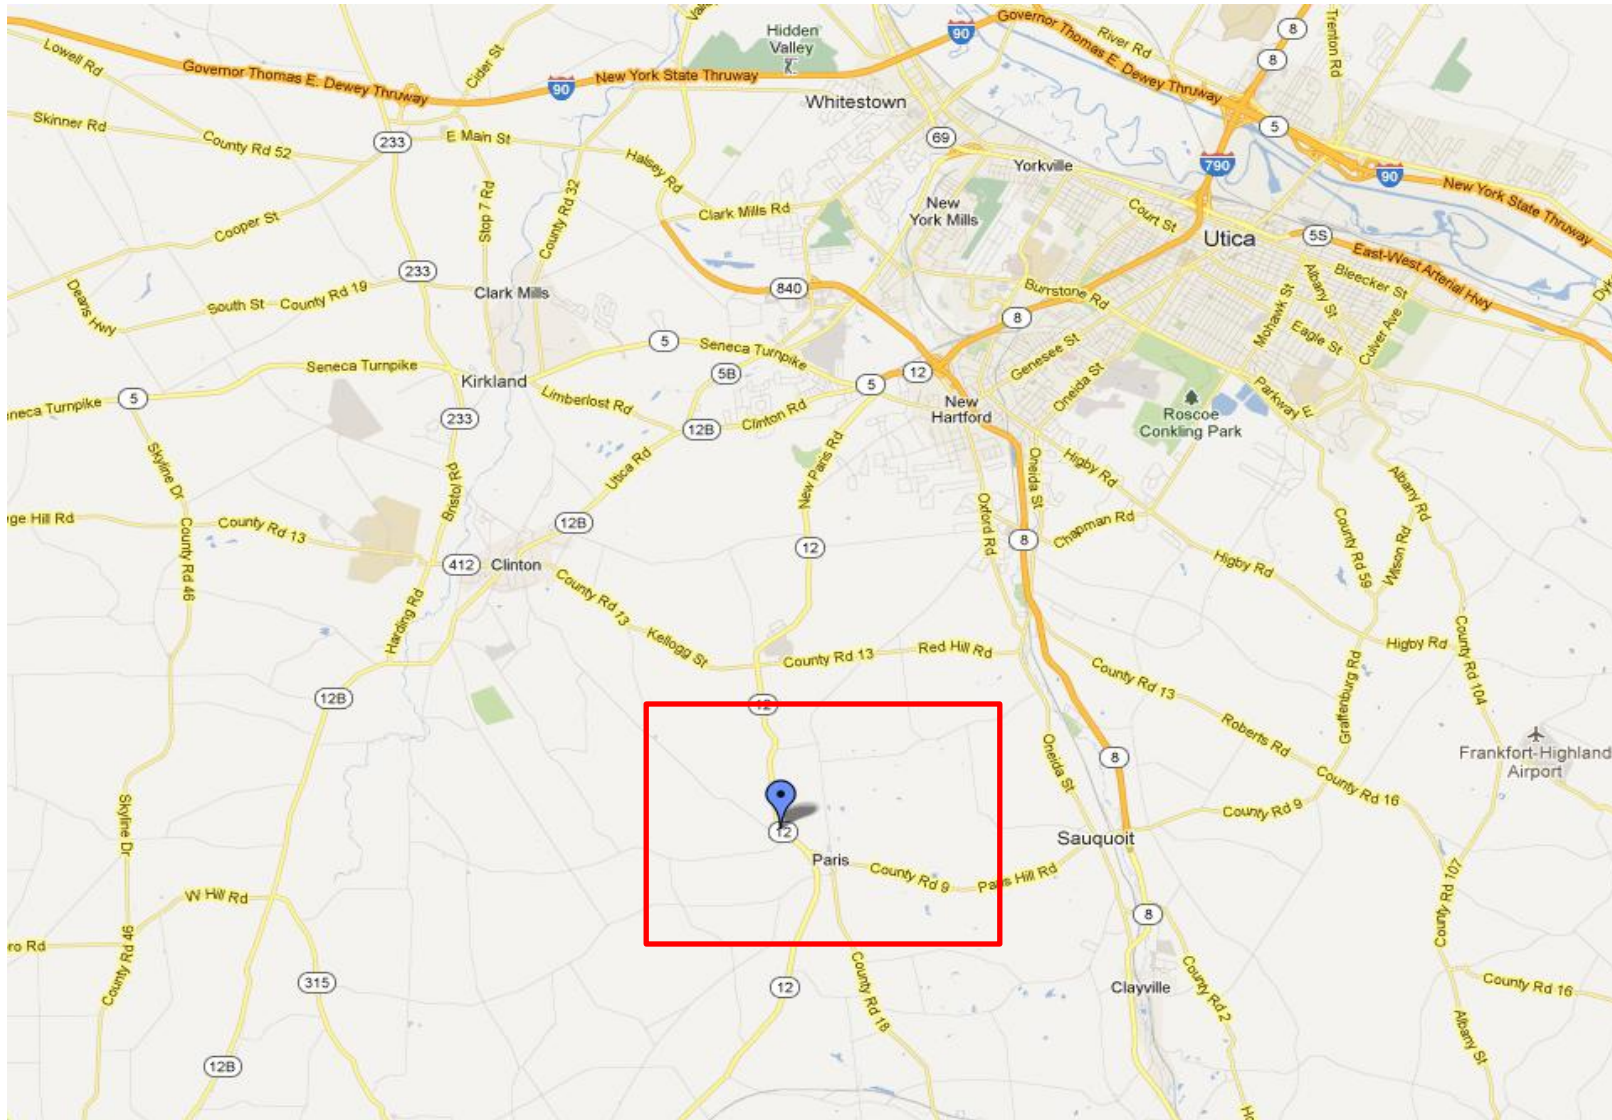 Hidden
Valley
90
Governor Thomas E. Dewey Thruway
River Rd
Trenton Rd
8
8
Lowell Rd
Cider St
Governor Thomas E. Dewey Thruway
90
New York State Thruway
Whitestown
5
Skinner Rd
County Rd 52
233
E Main St
69
Halsey Rd
Yorkville
790
90
New York State Thruway
Stop 7 Rd
County Rd 32
Clark Mills Rd
New
York Mills
Court St
Utica
5S
East-West Arterial Hwy
Cooper St
233
Deans Hwy
South St
County Rd 19
Clark Mills
840
Burrstone Rd
Albany St
Bleecker St
Mohawk St
Eagle St
Culver Ave
8
5
Seneca Turnpike
Genesee St
Seneca Turnpike
Kirkland
5B
12
5
Oneida St
Parkway E
5
Limberlost Rd
233
12B
Clinton Rd
New
Hartford
Roscoe
Conkling Park
Skyline Dr
Bristol Rd
Utica Rd
New Paris Rd
Higby Rd
Oneida St
Albany Rd
County Rd 13
12B
Oxford Rd
Chapman Rd
County Rd 59
Wilson Rd
County Rd 46
412
Clinton
12
8
Higby Rd
Harding Rd
County Rd 13
Kellogg St
County Rd 13
Red Hill Rd
Higby Rd
County Rd 104
12B
12
County Rd 13
Roberts Rd
Graffenburg Rd
Frankfort-Highland
Airport
Oneida St
8
County Rd 16
Skyline Dr
12
County Rd 9
Sauquoit
Paris
County Rd 9
Paris Hill Rd
W Hill Rd
County Rd 107
8
County Rd 46
315
12
County Rd 18
Clayville
County Rd 2
County Rd 16
Albany St
12B